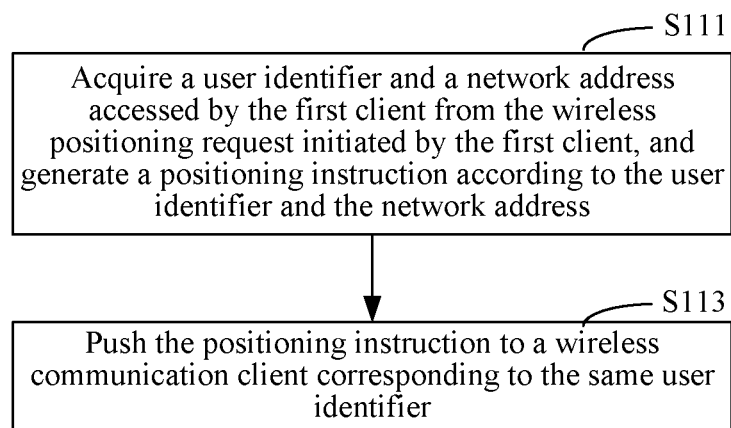 S111
Acquire a user identifier and a network address
accessed by the first client from the wireless
positioning request initiated by the first client, and
generate a positioning instruction according to the user
identifier and the network address
S113
Push the positioning instruction to a wireless
communication client corresponding to the same user
identifier